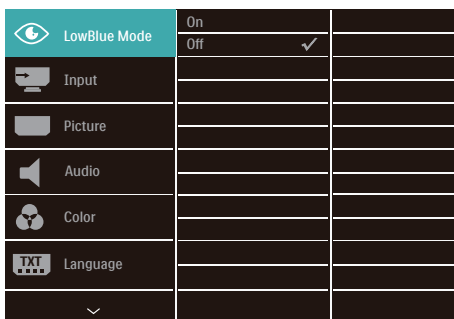 LowBlue Mode
On
Off
Input
Picture
Audio
Color
TXT
Language